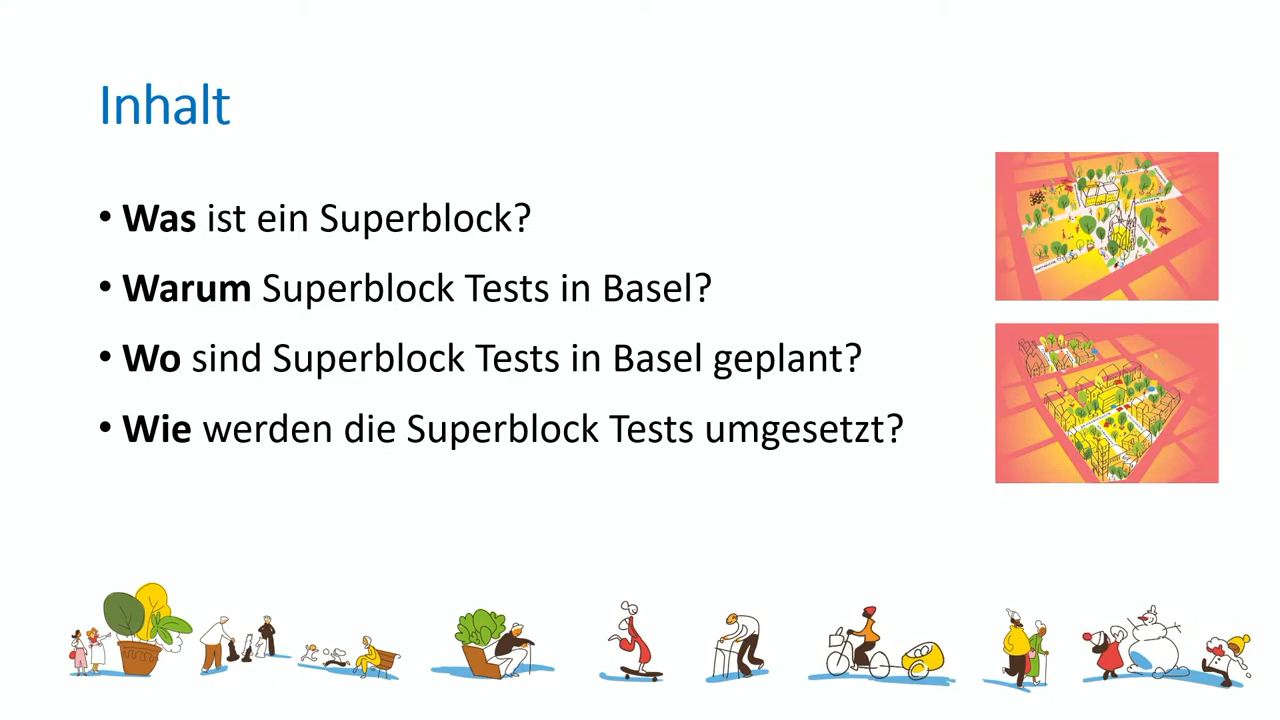 Inhalt
• Was ist ein Superblock?
• Warum Superblock Tests in Basel?
• Wo sind Superblock Tests in Basel geplant?
• Wie werden die Superblock Tests umgesetzt?